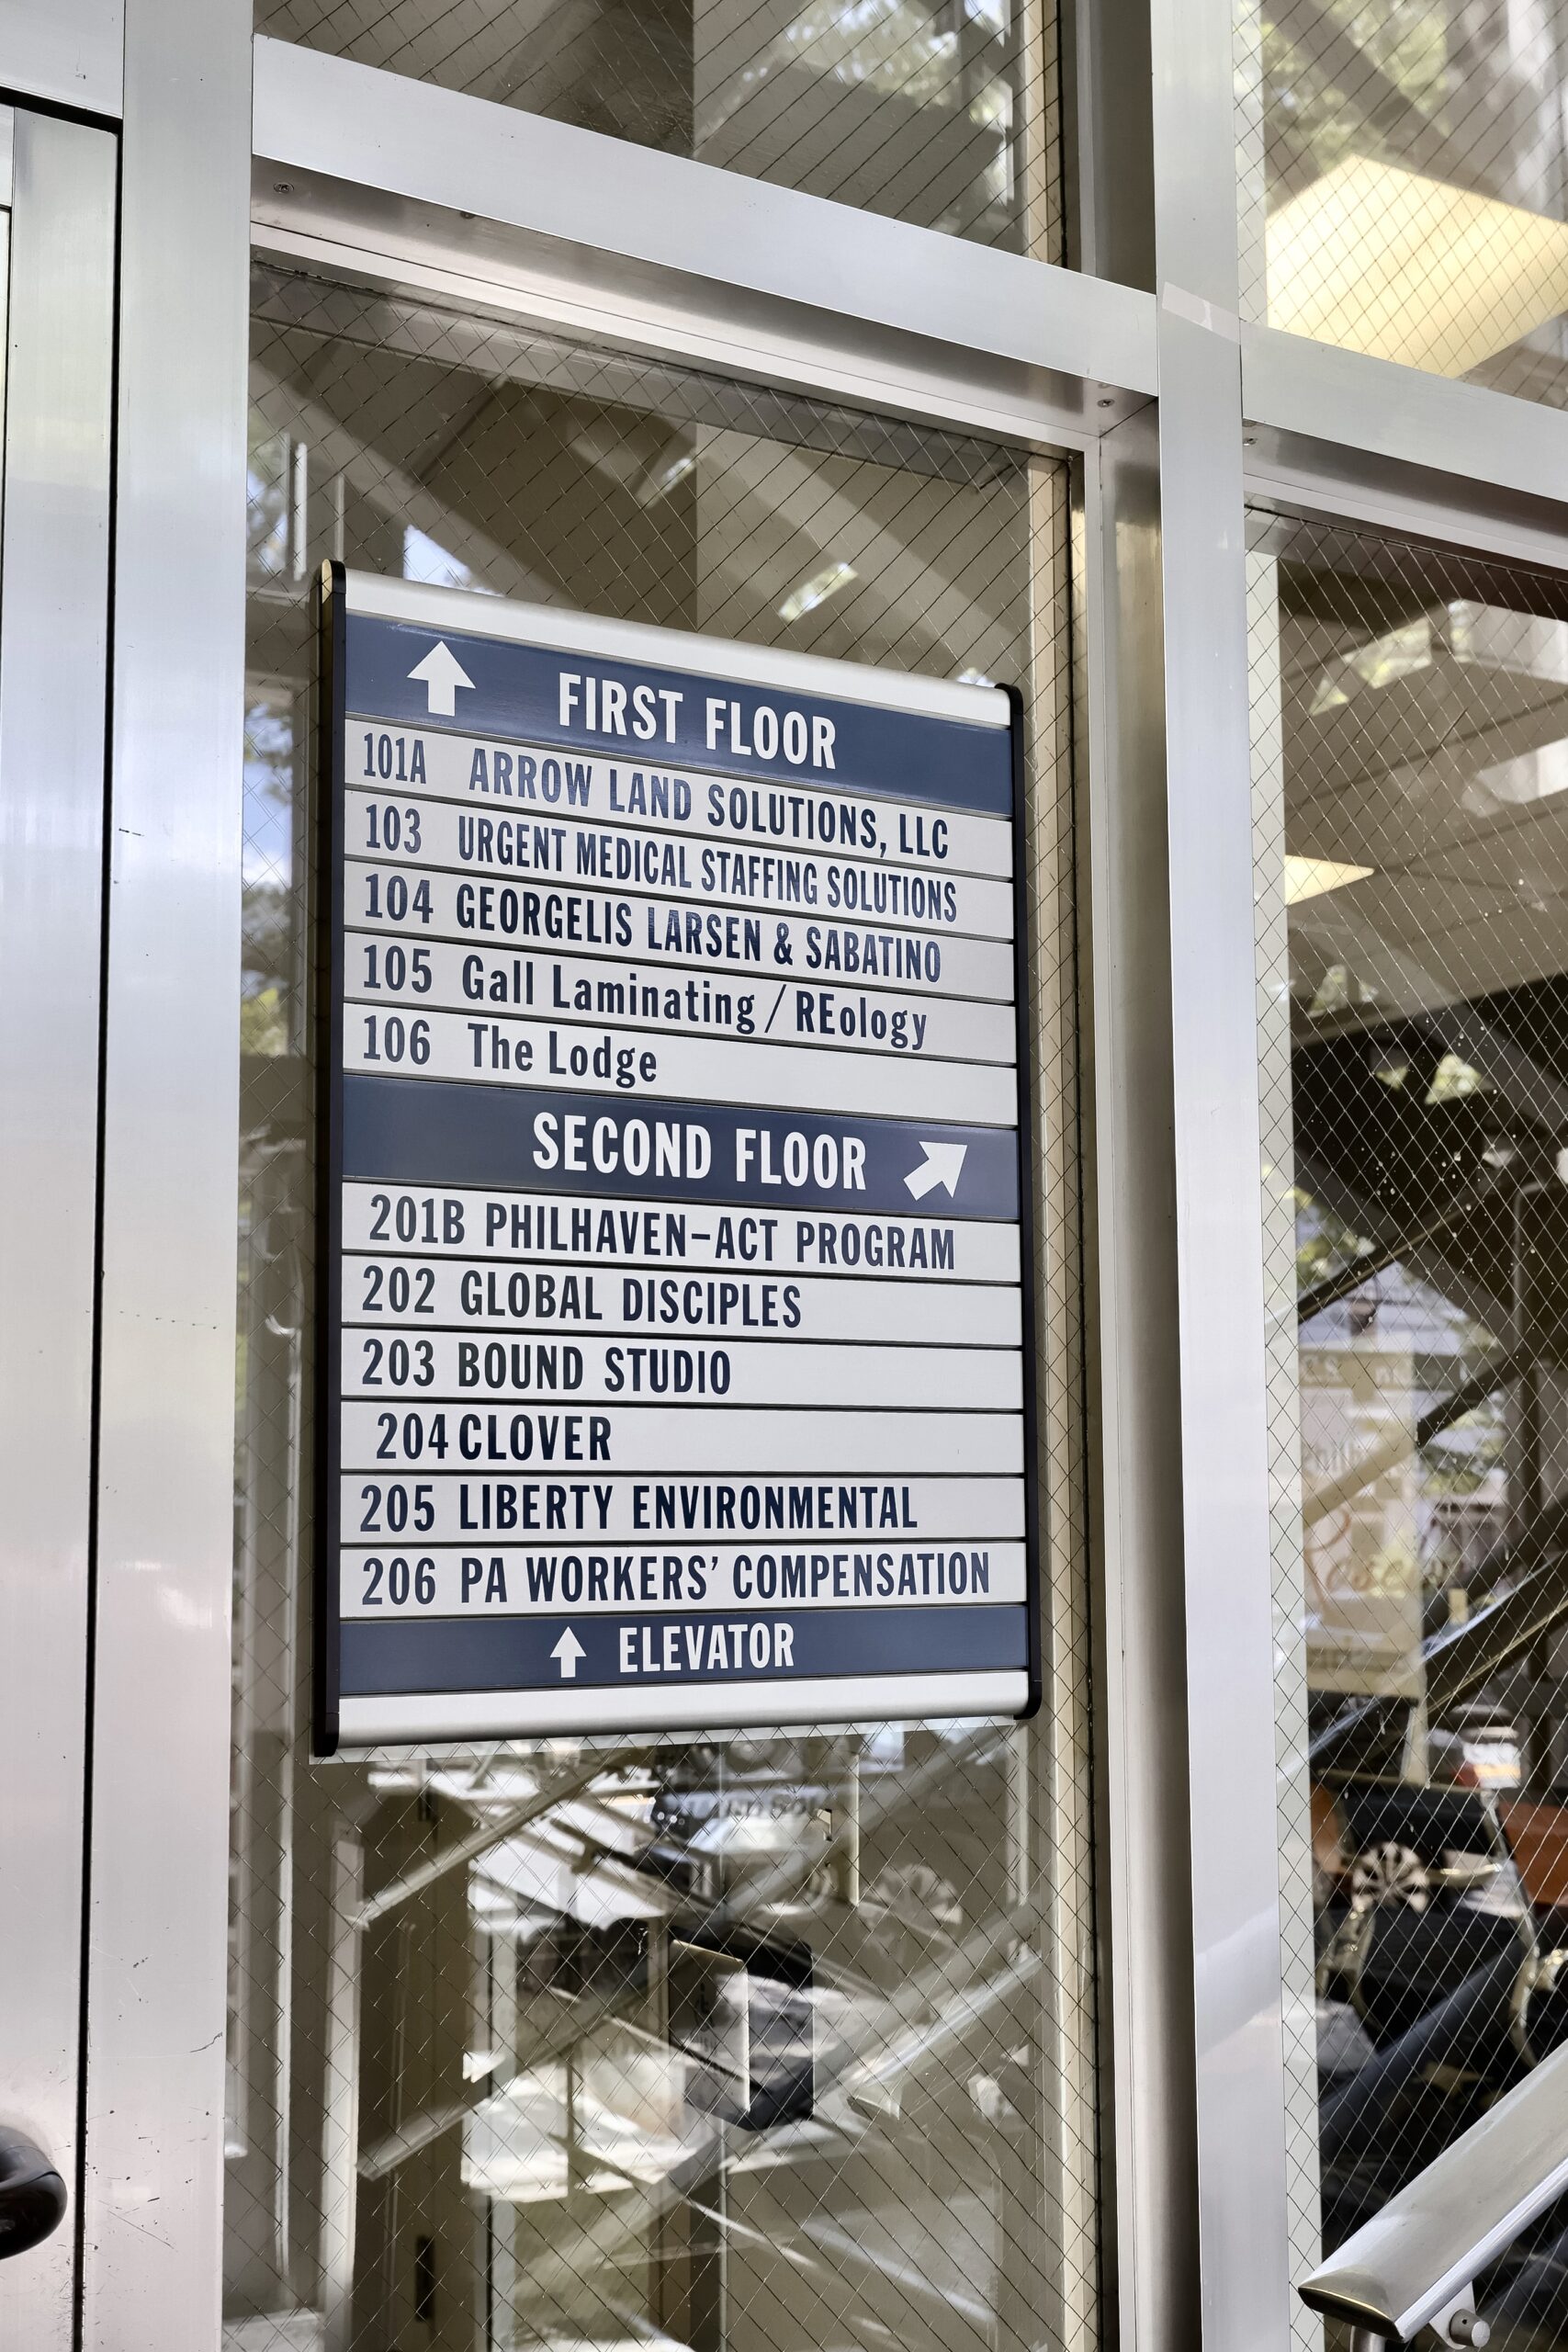 FIRST FLOOR
101A ARROW LAND SOLUTIONS, LLC
103 URGENT MEDICAL STAFFING SOLUTIONS
104 GEORGELIS LARSEN & SABATINO
105 Gall Laminating / REology
106 The Lodge
SECOND FLOOR
201B PHILHAVEN-ACT PROGRAM
202 GLOBAL DISCIPLES
203 BOUND STUDIO
204 CLOVER
205 LIBERTY ENVIRONMENTAL
206 PA WORKERS' COMPENSATION
ELEVATOR